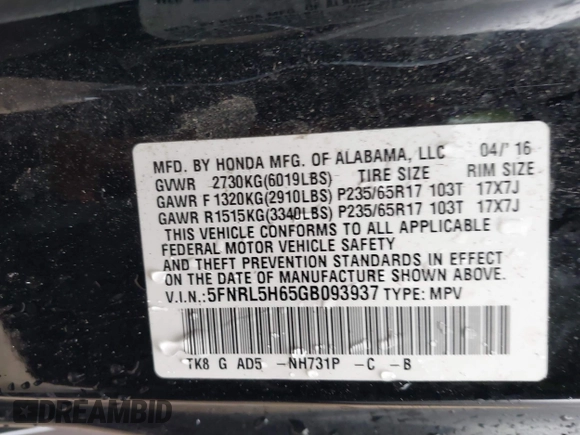 MFD. BY HONDA MFG. OF ALABAMA, LLC 04/'16
GVWR 2730KG(6019LBS) TIRE SIZE RIM SIZE
GAWR F1320KG(2910LBS) P235/65R17 103T 17X7J
GAWR R1515KG(3340LBS) P235/65R17 103T 17X7J
THIS VEHICLE CONFORMS TO ALL APPLICABLE
FEDERAL MOTOR VEHICLE SAFETY
AND THEFT PREVENTION STANDARDS IN EFFECT
ON THE DATE OF MANUFACTURE SHOWN ABOVE.
V.I.N.:5FNRL5H65GB093937 TYPE: MPV
TK8 G AD5 -NH731P -C -B
DREAMBID